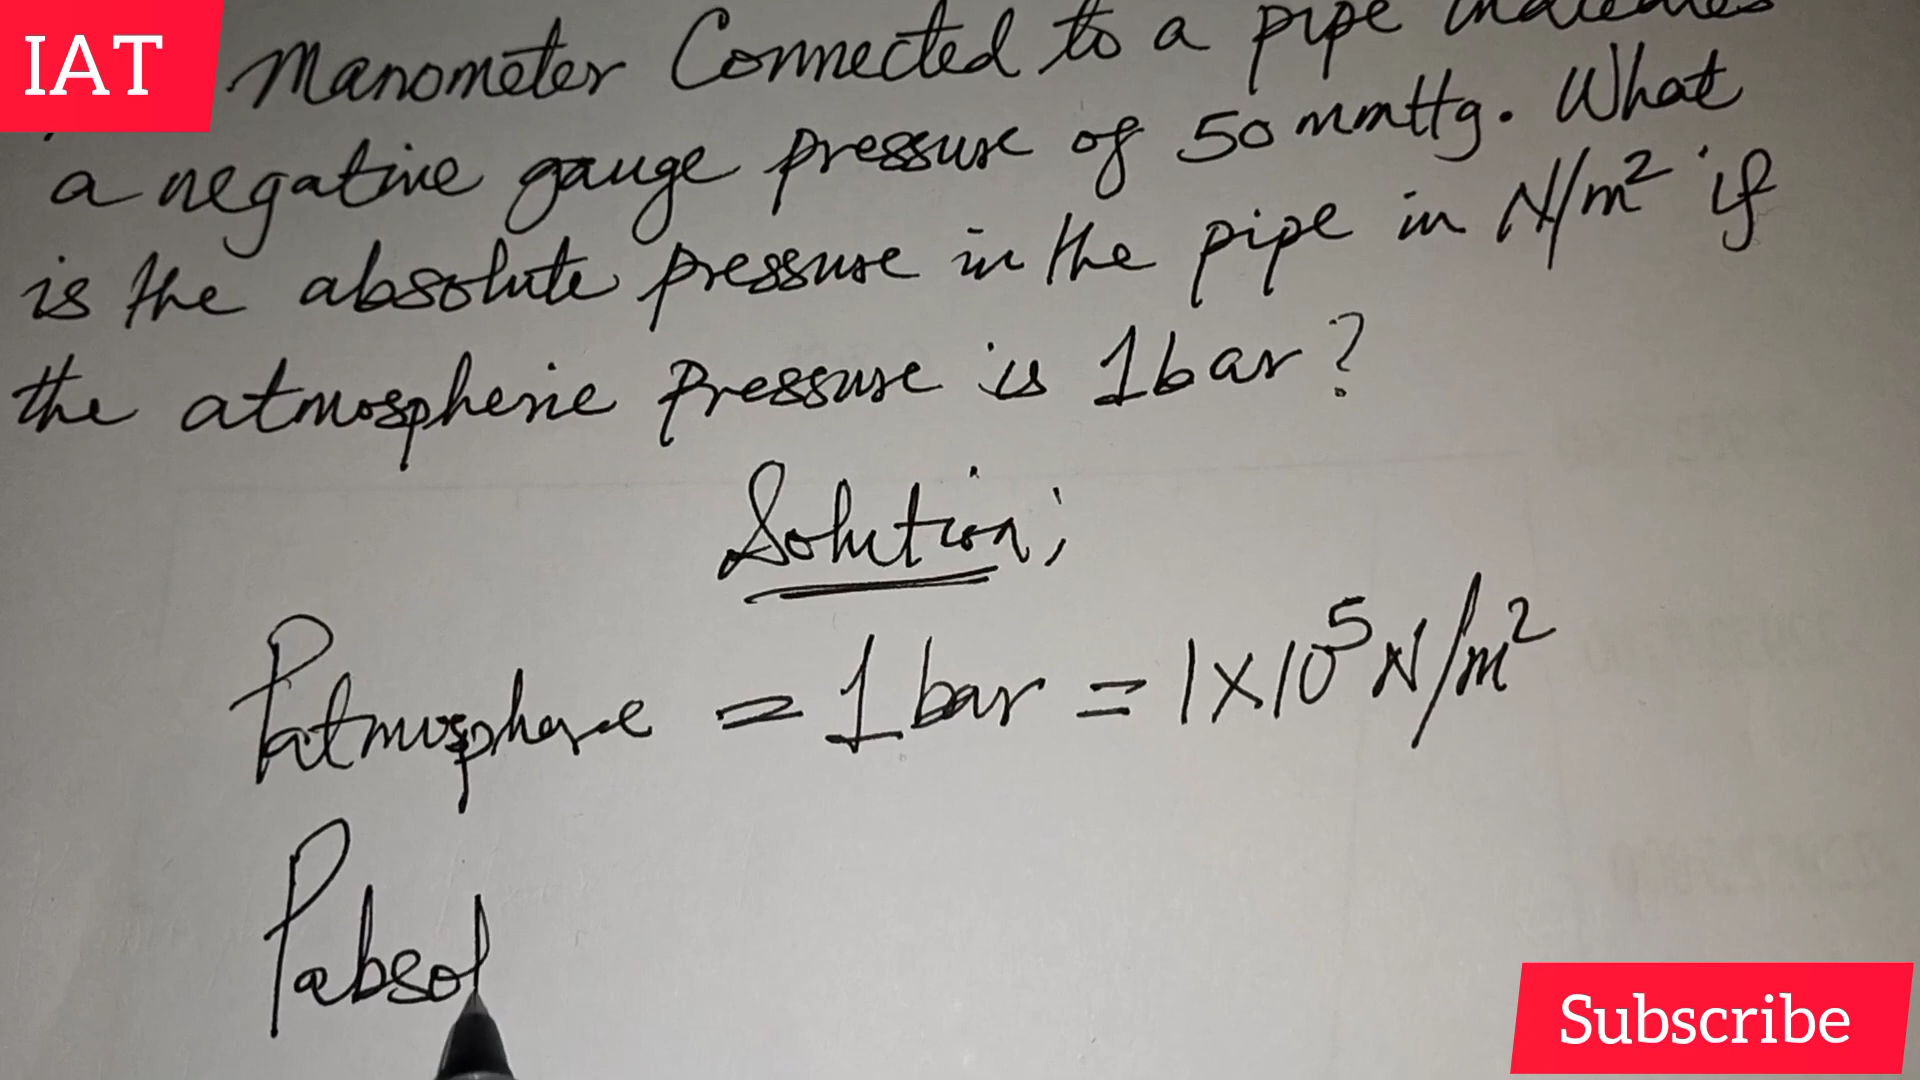 IAT
Manometer Connected to a pipe indicates
a negative gauge pressure of 50 mmHg. What
is the absolute pressure in the pipe in N/m² if
the atmospheric pressure is 1 bar?
Solution;
Patmosphere = 1 bar = 1×10⁵ N/m²
Pabsol
Subscribe